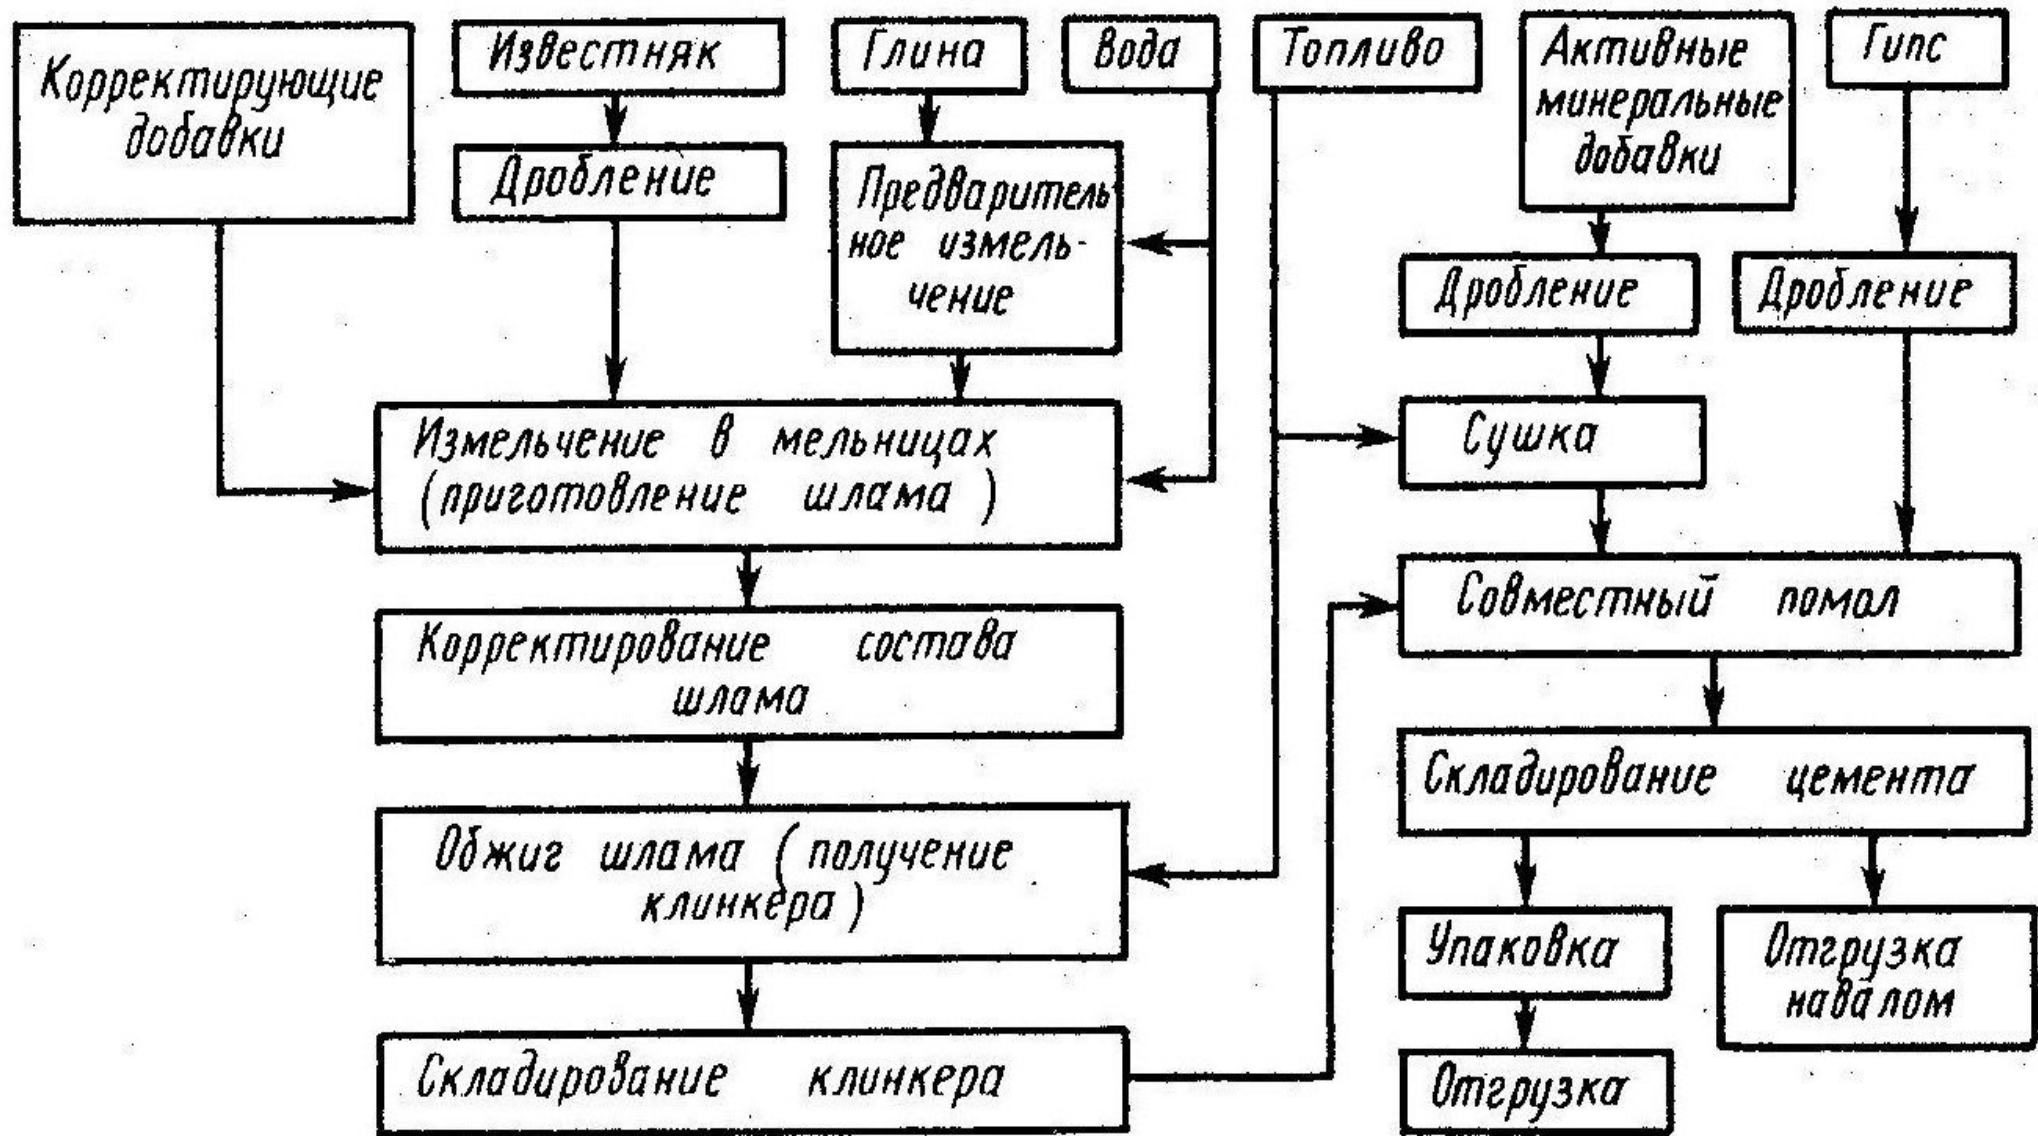 Корректирующие
добавки
Известняк
Глина
Вода
Топливо
Активные
минеральные
добавки
Гипс
Дробление
Предваритель-
ное измель-
чение
Дробление
Дробление
Измельчение в мельницах
(приготовление шлама)
Сушка
Корректирование состава
шлама
Совместный помол
Обжиг шлама (получение
клинкера)
Складирование цемента
Складирование клинкера
Упаковка
Отгрузка
навалом
Отгрузка